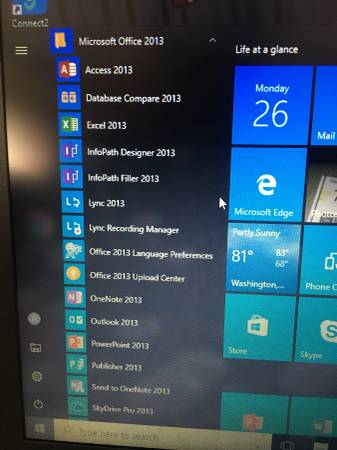 Connect2
Microsoft Office 2013
Access 2013
Database Compare 2013
Excel 2013
InfoPath Designer 2013
InfoPath Filler 2013
Lync 2013
Lync Recording Manager
Office 2013 Language Preferences
Office 2013 Upload Center
OneNote 2013
Outlook 2013
PowerPoint 2013
Publisher 2013
Send to OneNote 2013
SkyDrive Pro 2013
Type here to search
Life at a glance
Monday
26
Mail
Microsoft Edge
Partly Sunny
81° 83°
68°
Washington,...
Phone C
Store
Skype